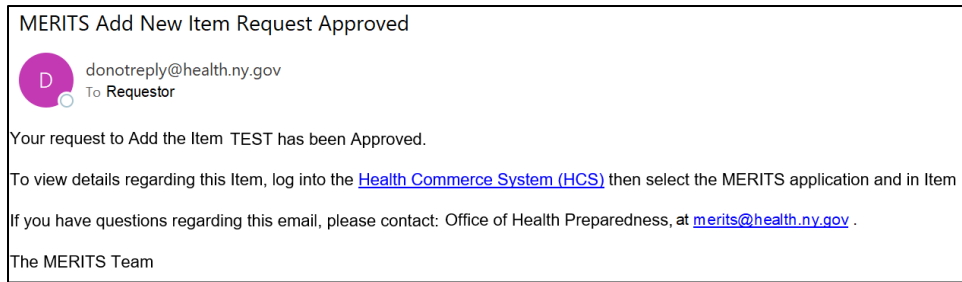 MERITS Add New Item Request Approved
D
donotreply@health.ny.gov
To Requestor
Your request to Add the Item TEST has been Approved.
To view details regarding this Item, log into the Health Commerce System (HCS) then select the MERITS application and in Item
If you have questions regarding this email, please contact: Office of Health Preparedness, at merits@health.ny.gov .
The MERITS Team